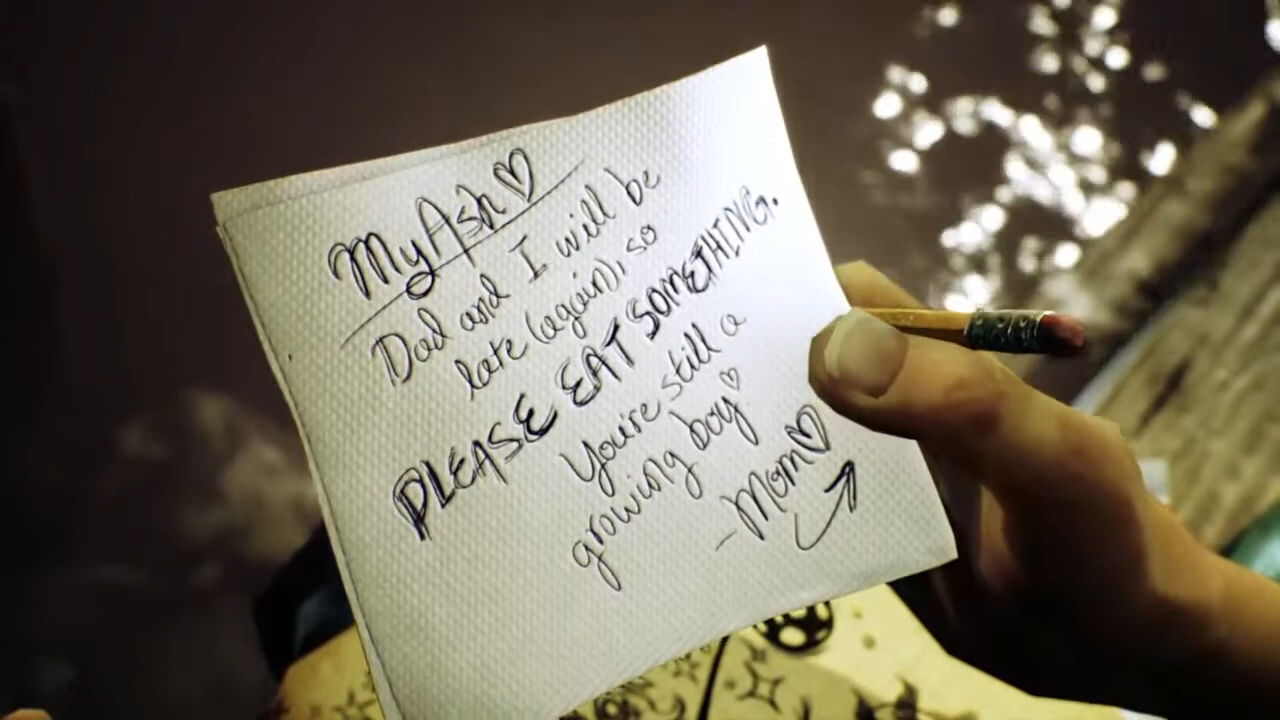 My Ash♡
Dad and I will be
late (again), so
PLEASE EAT SOMETHING.
You're still a
growing boy♡
-Mom♡